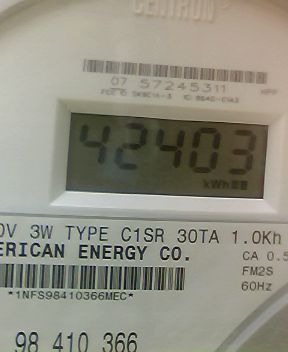 CENTRON
07 57245311
HPP
42403
kWh
0V 3W TYPE C1SR 30TA 1.0Kh
ERICAN ENERGY CO.
CA 0.5
FM2S
60Hz
*1NFS98410366MEC*
98 410 366